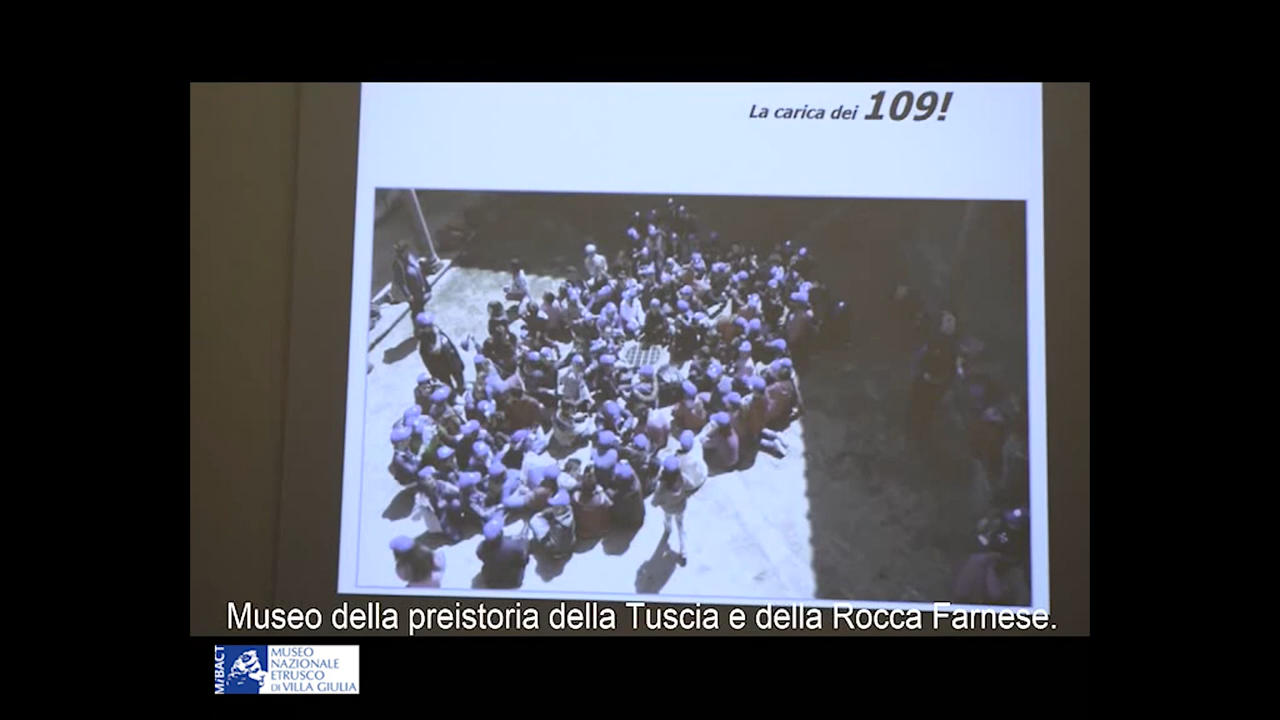 La carica dei 109!
Museo della preistoria della Tuscia e della Rocca Farnese.
MiBACT
MUSEO
NAZIONALE
ETRUSCO
DI VILLA GIULIA